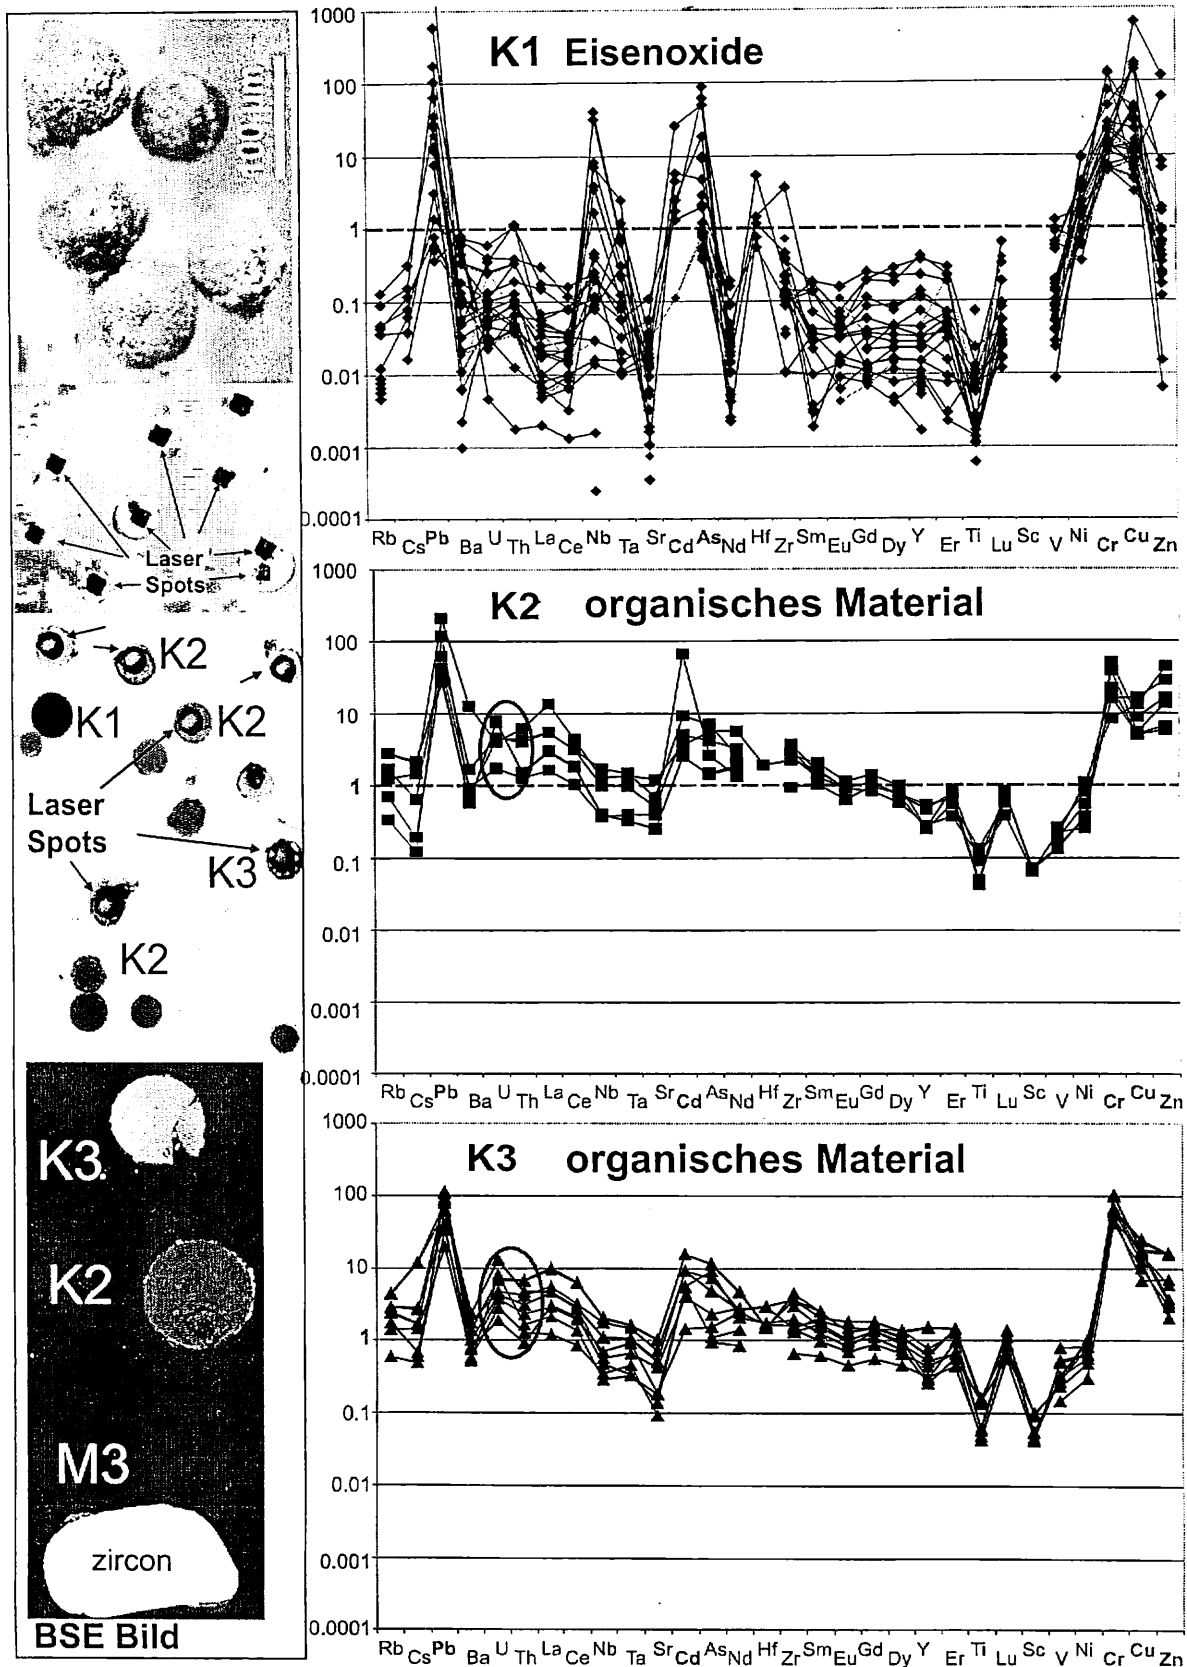 100 µm
Laser
Spots
K2
K1
K2
Laser
Spots
K3
K2
K3
K2
M3
zircon
BSE Bild
K1 Eisenoxide
1000
100
10
1
0.1
0.01
0.001
0.0001
Rb Cs Pb Ba U Th La Ce Nb Ta Sr Cd As Nd Hf Zr Sm Eu Gd Dy Y Er Ti Lu Sc V Ni Cr Cu Zn
K2 organisches Material
1000
100
10
1
0.1
0.01
0.001
0.0001
Rb Cs Pb Ba U Th La Ce Nb Ta Sr Cd As Nd Hf Zr Sm Eu Gd Dy Y Er Ti Lu Sc V Ni Cr Cu Zn
K3 organisches Material
1000
100
10
1
0.1
0.01
0.001
0.0001
Rb Cs Pb Ba U Th La Ce Nb Ta Sr Cd As Nd Hf Zr Sm Eu Gd Dy Y Er Ti Lu Sc V Ni Cr Cu Zn